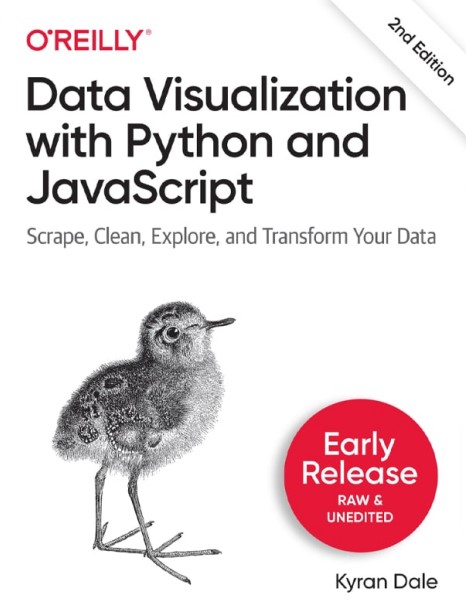 O'REILLY®
2nd Edition
Data Visualization
with Python and
JavaScript
Scrape, Clean, Explore, and Transform Your Data
Early
Release
RAW &
UNEDITED
Kyran Dale